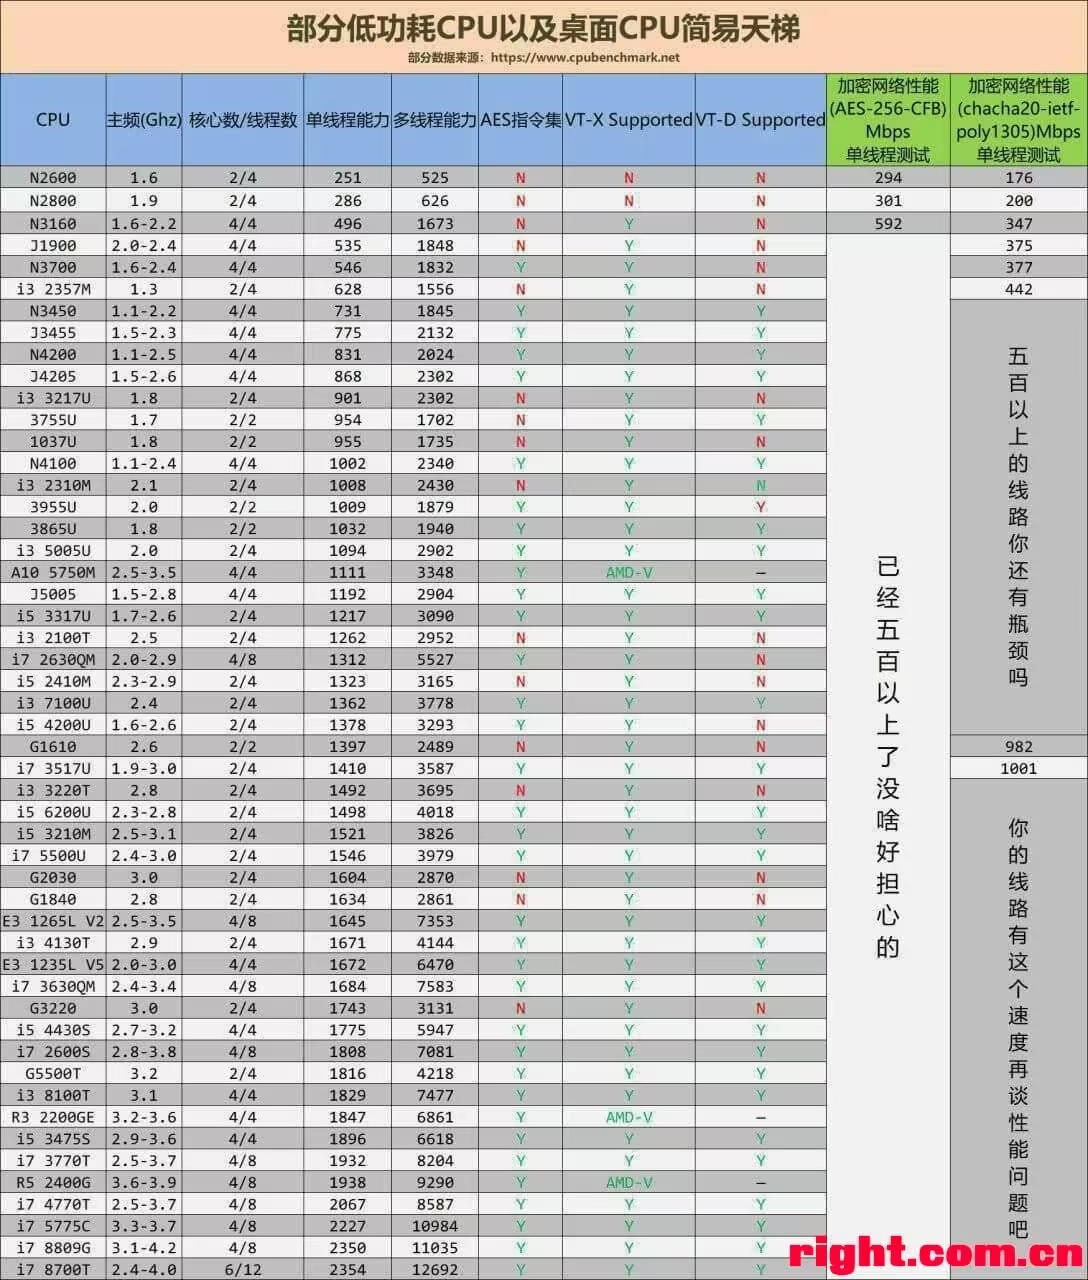 部分低功耗CPU以及桌面CPU简易天梯
部分数据来源：https://www.cpubenchmark.net
CPU 主频(Ghz) 核心数/线程数 单线程能力 多线程能力 AES指令集 VT-X Supported VT-D Supported 加密网络性能(AES-256-CFB)Mbps单线程测试 加密网络性能(chacha20-ietf-poly1305)Mbps单线程测试
N2600 1.6 2/4 251 525 N N N 294 176
N2800 1.9 2/4 286 626 N N N 301 200
N3160 1.6-2.2 4/4 496 1673 N Y N 592 347
J1900 2.0-2.4 4/4 535 1848 N Y N 375
N3700 1.6-2.4 4/4 546 1832 Y Y N 377
i3 2357M 1.3 2/4 628 1556 N Y N 442
N3450 1.1-2.2 4/4 731 1845 Y Y Y
J3455 1.5-2.3 4/4 775 2132 Y Y Y
N4200 1.1-2.5 4/4 831 2024 Y Y Y
J4205 1.5-2.6 4/4 868 2302 Y Y Y
i3 3217U 1.8 2/4 901 2302 N Y N
3755U 1.7 2/2 954 1702 N Y Y
1037U 1.8 2/2 955 1735 N Y N
N4100 1.1-2.4 4/4 1002 2340 Y Y Y
i3 2310M 2.1 2/4 1008 2430 N Y N
3955U 2.0 2/2 1009 1879 Y Y Y
3865U 1.8 2/2 1032 1940 Y Y Y
i3 5005U 2.0 2/4 1094 2902 Y Y Y
A10 5750M 2.5-3.5 4/4 1111 3348 Y AMD-V —
J5005 1.5-2.8 4/4 1192 2904 Y Y Y
i5 3317U 1.7-2.6 2/4 1217 3090 Y Y Y
i3 2100T 2.5 2/4 1262 2952 N Y N
i7 2630QM 2.0-2.9 4/8 1312 5527 Y Y N
i5 2410M 2.3-2.9 2/4 1323 3165 N Y N
i3 7100U 2.4 2/4 1362 3778 Y Y Y
i5 4200U 1.6-2.6 2/4 1378 3293 Y Y N
G1610 2.6 2/2 1397 2489 N Y N 982
i7 3517U 1.9-3.0 2/4 1410 3587 Y Y Y 1001
i3 3220T 2.8 2/4 1492 3695 N Y N
i5 6200U 2.3-2.8 2/4 1498 4018 Y Y Y
i5 3210M 2.5-3.1 2/4 1521 3826 Y Y Y
i7 5500U 2.4-3.0 2/4 1546 3979 Y Y Y
G2030 3.0 2/4 1604 2870 N Y N
G1840 2.8 2/4 1634 2861 N Y N
E3 1265L V2 2.5-3.5 4/8 1645 7353 Y Y Y
i3 4130T 2.9 2/4 1671 4144 Y Y Y
E3 1235L V5 2.0-3.0 4/4 1672 6470 Y Y Y
i7 3630QM 2.4-3.4 4/8 1684 7583 Y Y Y
G3220 3.0 2/4 1743 3131 N Y N
i5 4430S 2.7-3.2 4/4 1775 5947 Y Y Y
i7 2600S 2.8-3.8 4/8 1808 7081 Y Y Y
G5500T 3.2 2/4 1816 4218 Y Y Y
i3 8100T 3.1 4/4 1829 7477 Y Y Y
R3 2200GE 3.2-3.6 4/4 1847 6861 Y AMD-V —
i5 3475S 2.9-3.6 4/4 1896 6618 Y Y Y
i7 3770T 2.5-3.7 4/8 1932 8204 Y Y Y
R5 2400G 3.6-3.9 4/8 1938 9290 Y AMD-V —
i7 4770T 2.5-3.7 4/8 2067 8587 Y Y Y
i7 5775C 3.3-3.7 4/8 2227 10984 Y Y Y
i7 8809G 3.1-4.2 4/8 2350 11035 Y Y Y
i7 8700T 2.4-4.0 6/12 2354 12692 Y Y Y
已经五百以上了没啥好担心的
五百以上的线路你还有瓶颈吗
你的线路有这个速度再谈性能问题吧
right.com.cn